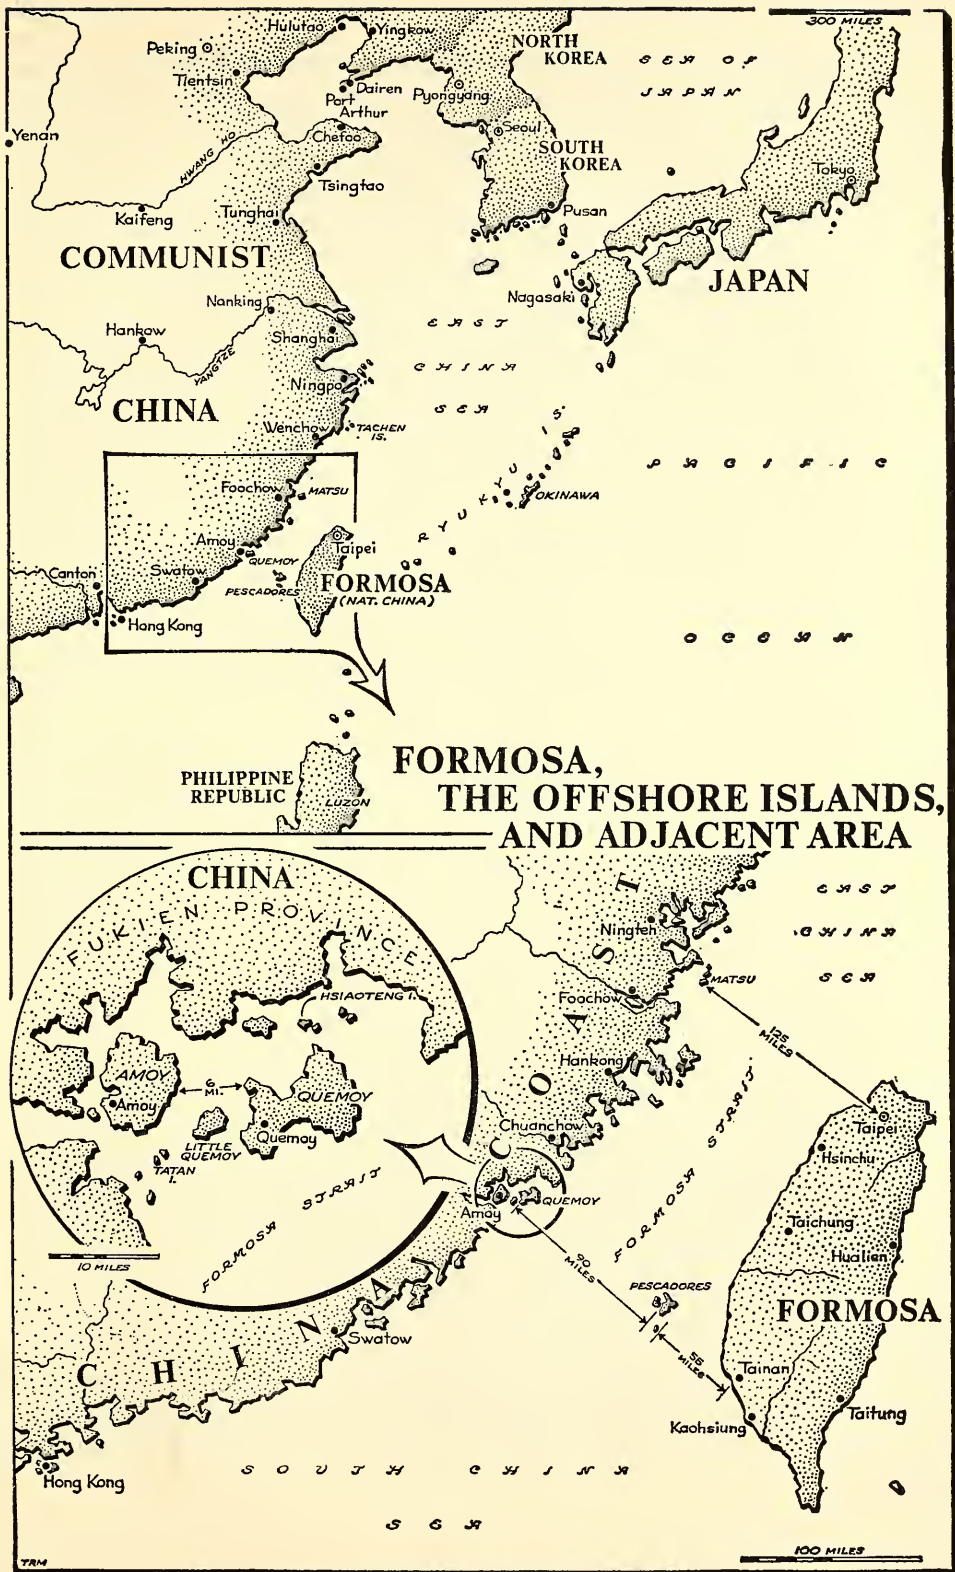 300 MILES
Hulutao
Yingkow
Peking
NORTH
KOREA
SEA OF
JAPAN
Tientsin
Dairen
Port
Arthur
Pyongyang
Yenan
HWANG HO
Chefoo
Seoul
SOUTH
KOREA
Tokyo
Tsingtao
Kaifeng
Tunghai
Pusan
COMMUNIST
JAPAN
Nanking
Nagasaki
Hankow
Shanghai
EAST
CHINA
SEA
YANGTZE
Ningpo
CHINA
Wenchow
TACHEN
IS.
RYUKYU IS.
PACIFIC
OCEAN
Foochow
MATSU
OKINAWA
Amoy
QUEMOY
Taipei
Canton
Swatow
PESCADORES
FORMOSA
(NAT. CHINA)
Hong Kong
PHILIPPINE
REPUBLIC
LUZON
FORMOSA,
THE OFFSHORE ISLANDS,
AND ADJACENT AREA
CHINA
FUKIEN PROVINCE
HSIAOTENG I.
AMOY
Amoy
6
MI.
QUEMOY
Quemoy
LITTLE
QUEMOY
TATAN
I.
FORMOSA STRAIT
10 MILES
EAST
CHINA
SEA
Ningteh
MATSU
Foochow
125
MILES
Hankong
Chuanchow
FORMOSA STRAIT
Taipei
Hsinchu
QUEMOY
Amoy
Taichung
90
MILES
Hualien
PESCADORES
FORMOSA
CHINA COAST
Swatow
55
MILES
Tainan
Kaohsiung
Taitung
Hong Kong
SOUTH CHINA
SEA
100 MILES
TRM